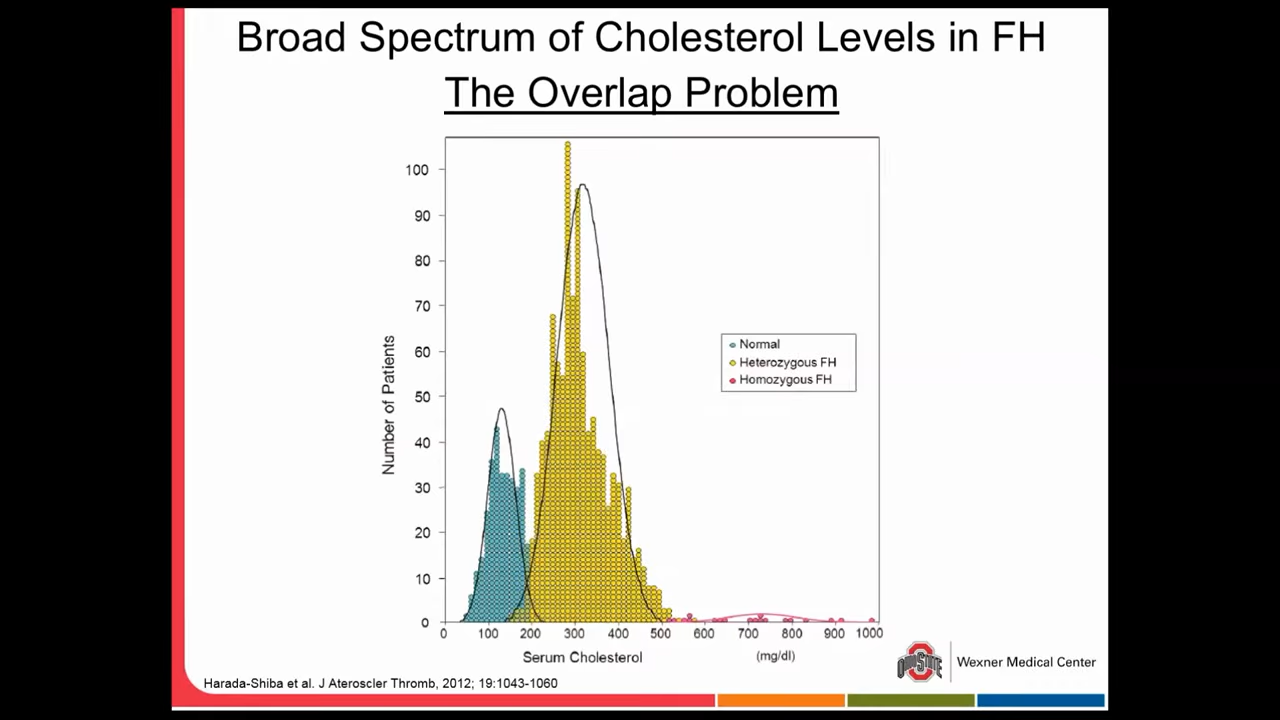 Broad Spectrum of Cholesterol Levels in FH
The Overlap Problem
Number of Patients
100
90
80
70
60
50
40
30
20
10
0
Normal
Heterozygous FH
Homozygous FH
0 100 200 300 400 500 600 700 800 900 1000
Serum Cholesterol (mg/dl)
OHIO STATE
Wexner Medical Center
Harada-Shiba et al. J Ateroscler Thromb, 2012; 19:1043-1060